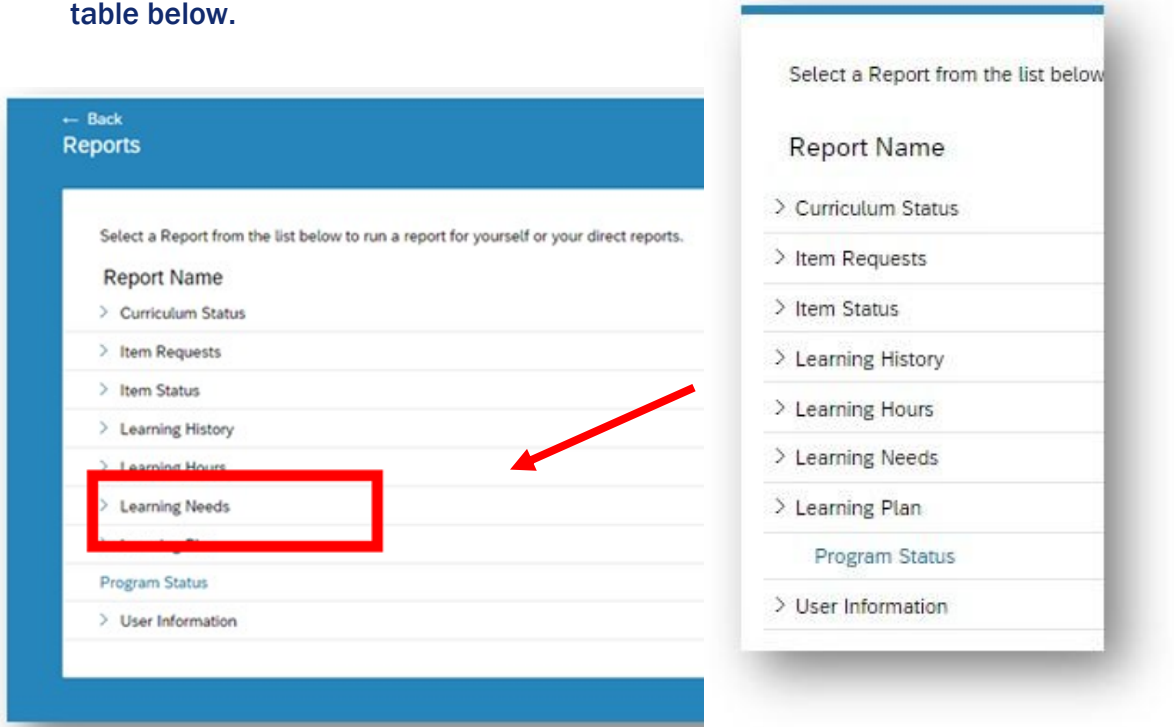 table below.
← Back
Reports
Select a Report from the list below to run a report for yourself or your direct reports.
Report Name
> Curriculum Status
> Item Requests
> Item Status
> Learning History
> Learning Hours
> Learning Needs
Program Status
> User Information
Select a Report from the list below
Report Name
> Curriculum Status
> Item Requests
> Item Status
> Learning History
> Learning Hours
> Learning Needs
> Learning Plan
Program Status
> User Information